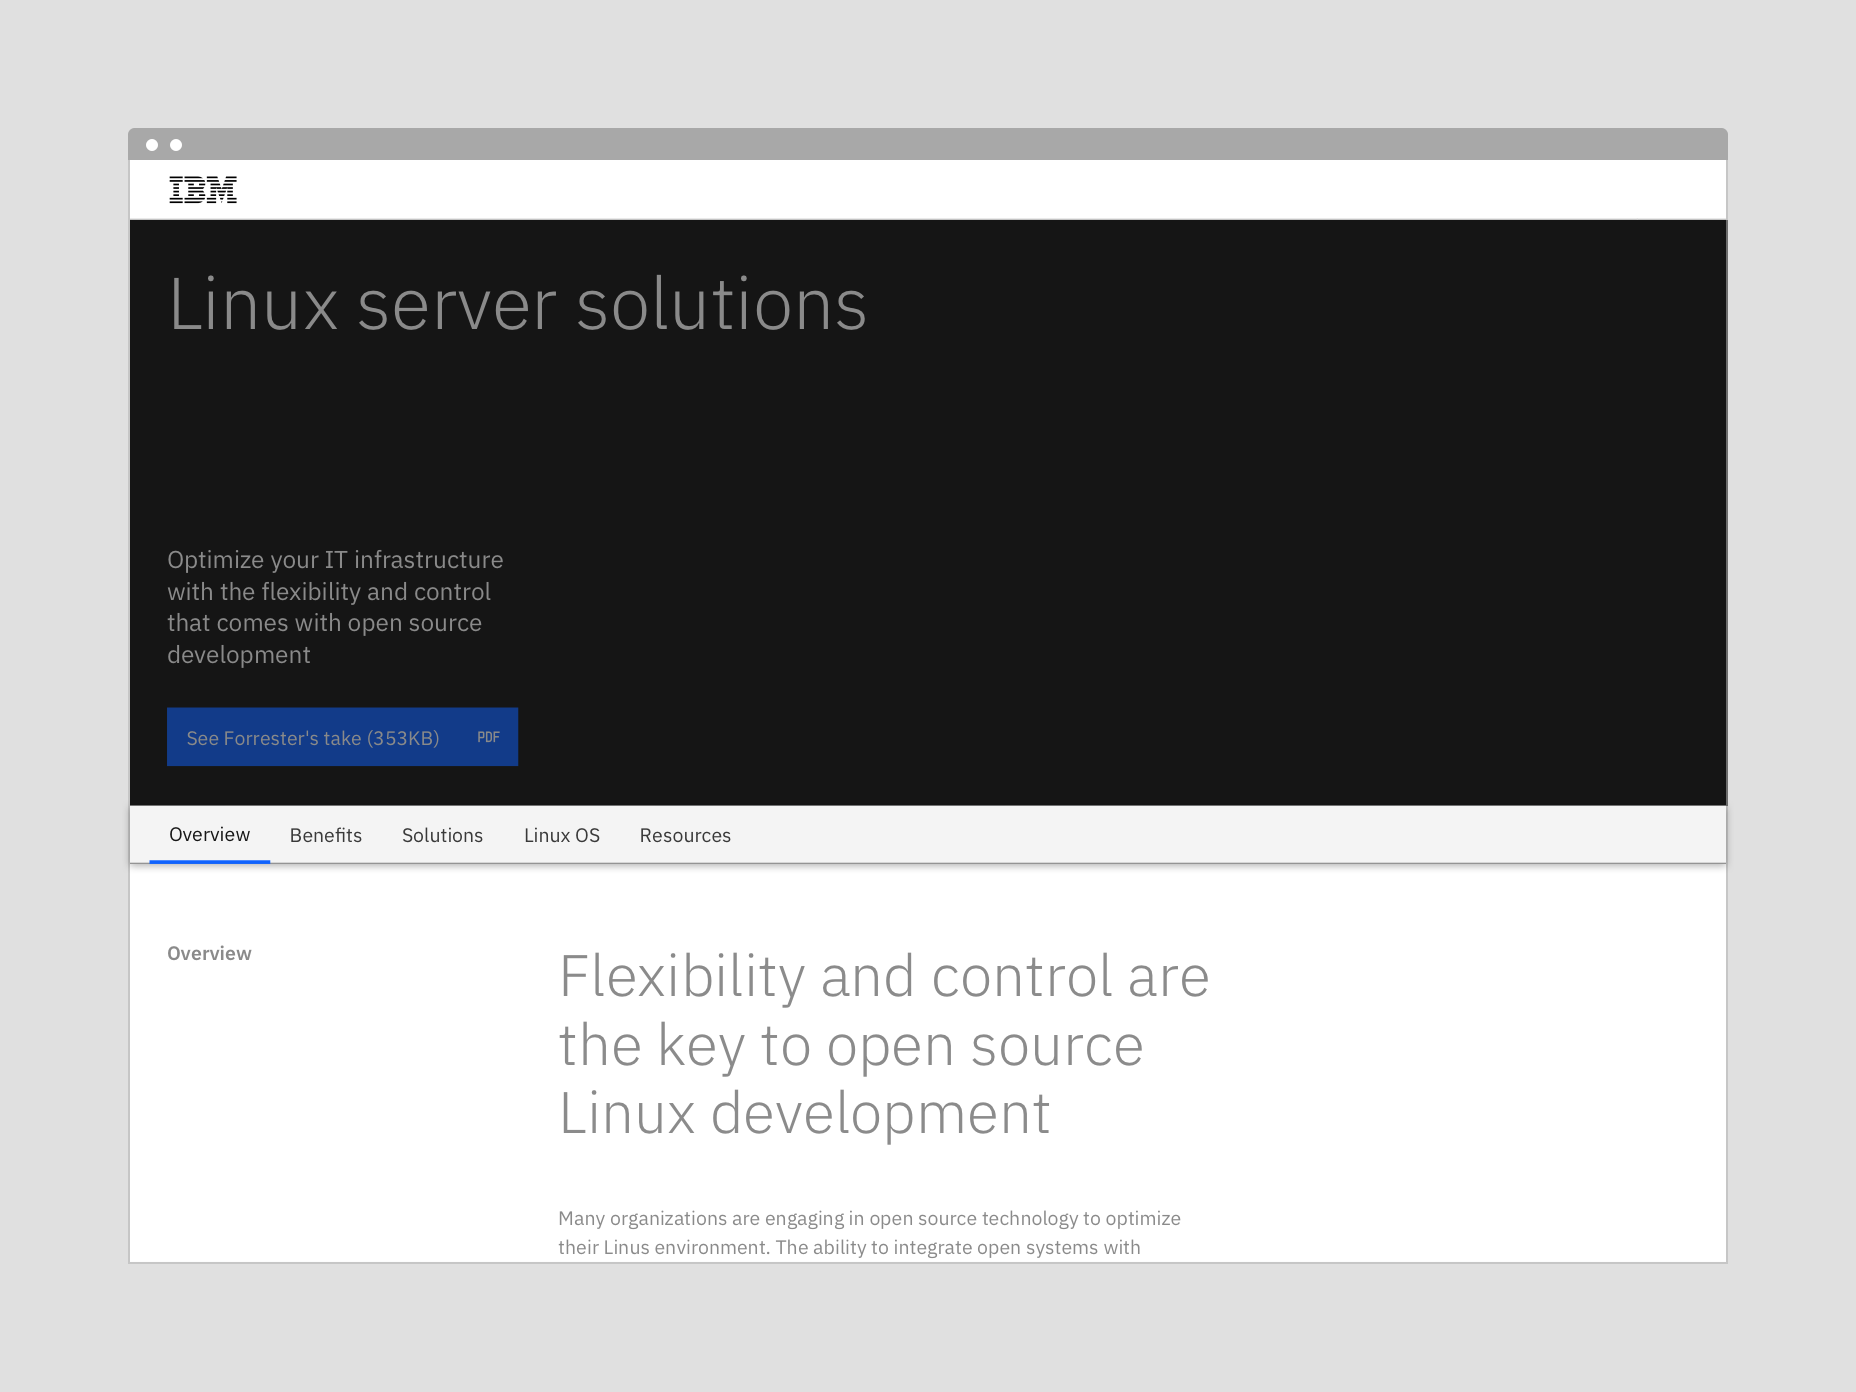 IBM
Linux server solutions
Optimize your IT infrastructure
with the flexibility and control
that comes with open source
development
See Forrester's take (353KB) PDF
Overview Benefits Solutions Linux OS Resources
Overview
Flexibility and control are
the key to open source
Linux development
Many organizations are engaging in open source technology to optimize
their Linus environment. The ability to integrate open systems with